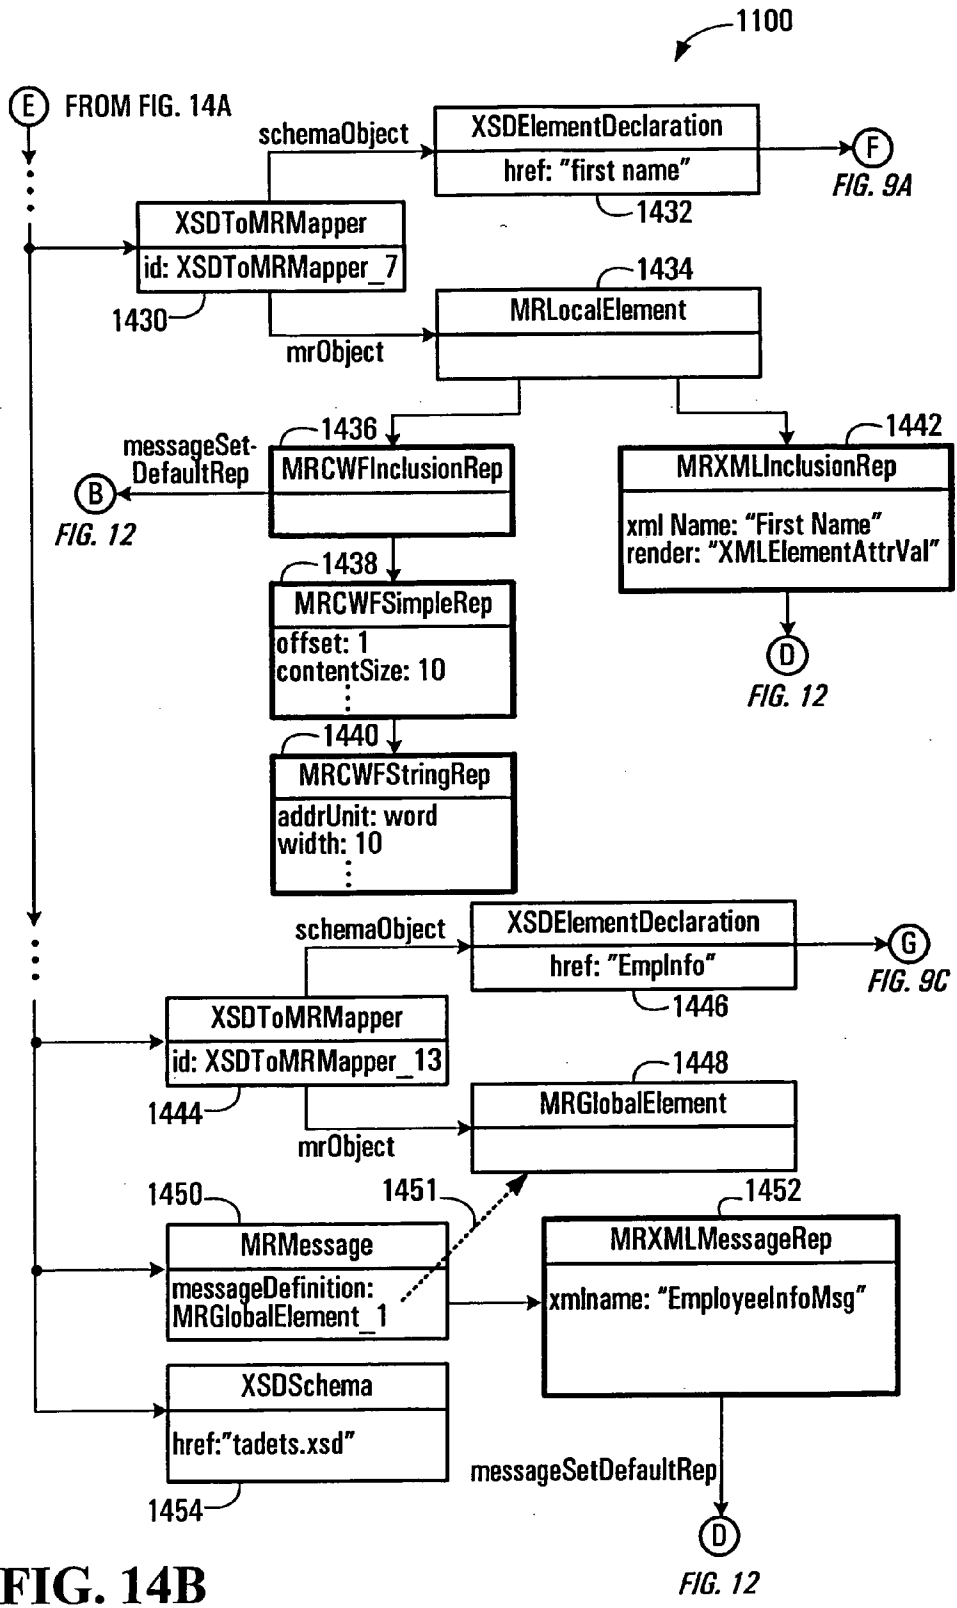 1100
E FROM FIG. 14A
schemaObject
XSDElementDeclaration
href: "first name"
F
FIG. 9A
1432
XSDToMRMapper
id: XSDToMRMapper_7
1430
1434
MRLocalElement
mrObject
1436
messageSet-
DefaultRep
MRCWFInclusionRep
B
FIG. 12
1442
MRXMLInclusionRep
xml Name: "First Name"
render: "XMLElementAttrVal"
1438
MRCWFSimpleRep
offset: 1
contentSize: 10
D
FIG. 12
1440
MRCWFStringRep
addrUnit: word
width: 10
schemaObject
XSDElementDeclaration
href: "EmpInfo"
G
FIG. 9C
1446
XSDToMRMapper
id: XSDToMRMapper_13
1444
1448
MRGlobalElement
mrObject
1450
1451
1452
MRMessage
messageDefinition:
MRGlobalElement_1
MRXMLMessageRep
xmlname: "EmployeeInfoMsg"
XSDSchema
href:"tadets.xsd"
1454
messageSetDefaultRep
D
FIG. 12
FIG. 14B